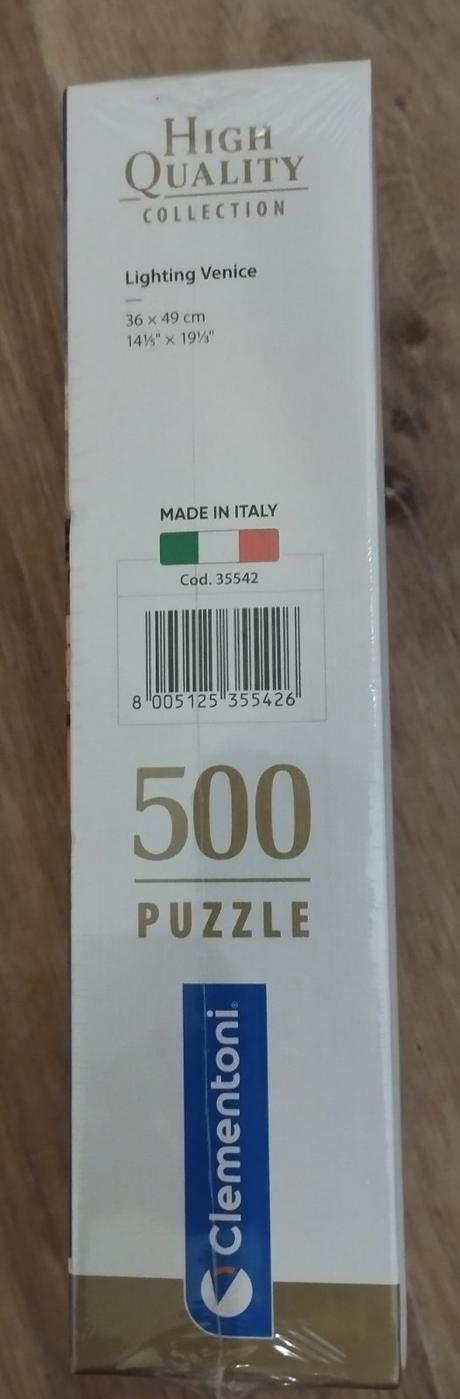 HIGH
QUALITY
COLLECTION
Lighting Venice
36 × 49 cm
14⅕" × 19⅓"
MADE IN ITALY
Cod. 35542
8 005125 355426
500
PUZZLE
Clementoni®